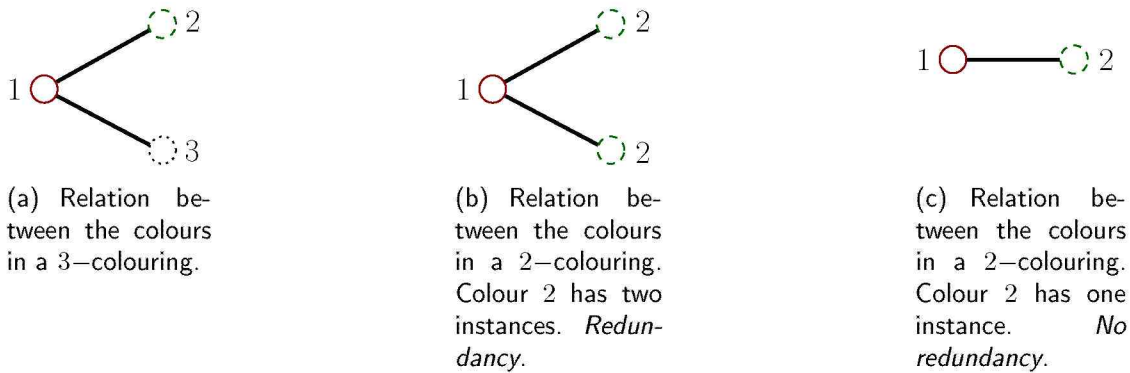 2
1
3
(a) Relation be-
tween the colours
in a 3−colouring.
2
1
2
(b) Relation be-
tween the colours
in a 2−colouring.
Colour 2 has two
instances. Redun-
dancy.
1 2
(c) Relation be-
tween the colours
in a 2−colouring.
Colour 2 has one
instance. No
redundancy.